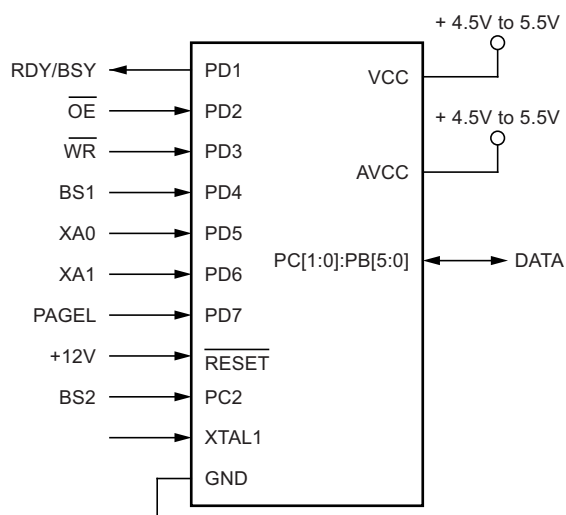 + 4.5V to 5.5V
RDY/BSY PD1 VCC
OE PD2
+ 4.5V to 5.5V
WR PD3
BS1 PD4 AVCC
XA0 PD5
PC[1:0]:PB[5:0] DATA
XA1 PD6
PAGEL PD7
+12V RESET
BS2 PC2
XTAL1
GND